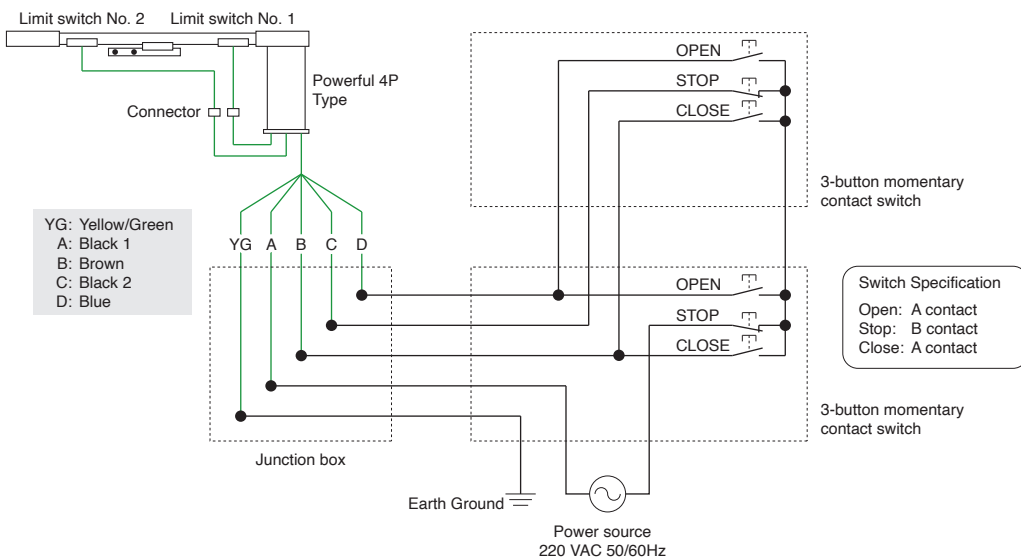 Limit switch No. 2
Limit switch No. 1
Powerful 4P
Type
Connector
YG: Yellow/Green
A: Black 1
B: Brown
C: Black 2
D: Blue
YG A B C D
Junction box
OPEN
STOP
CLOSE
3-button momentary
contact switch
OPEN
STOP
CLOSE
3-button momentary
contact switch
Switch Specification
Open: A contact
Stop: B contact
Close: A contact
Earth Ground
Power source
220 VAC 50/60Hz